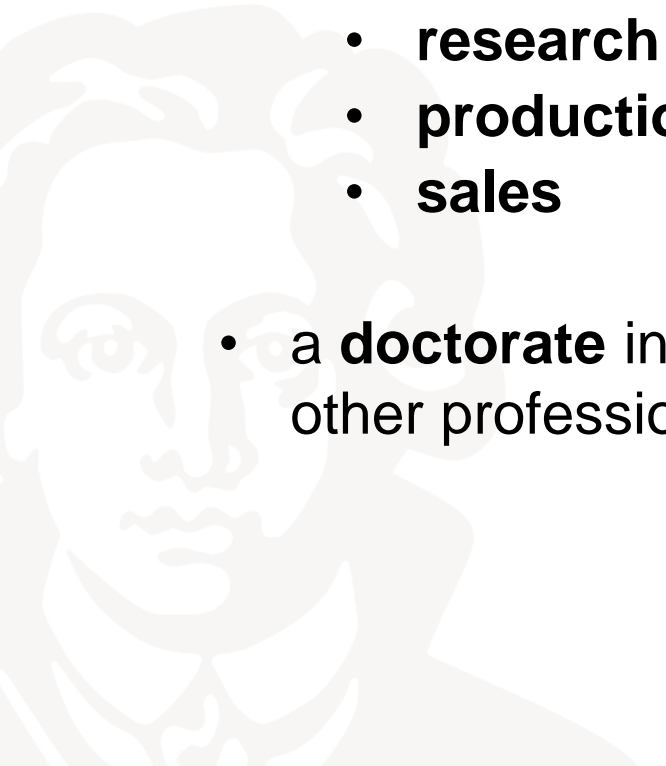 • research
• productio
• sales
• a doctorate in
other professio